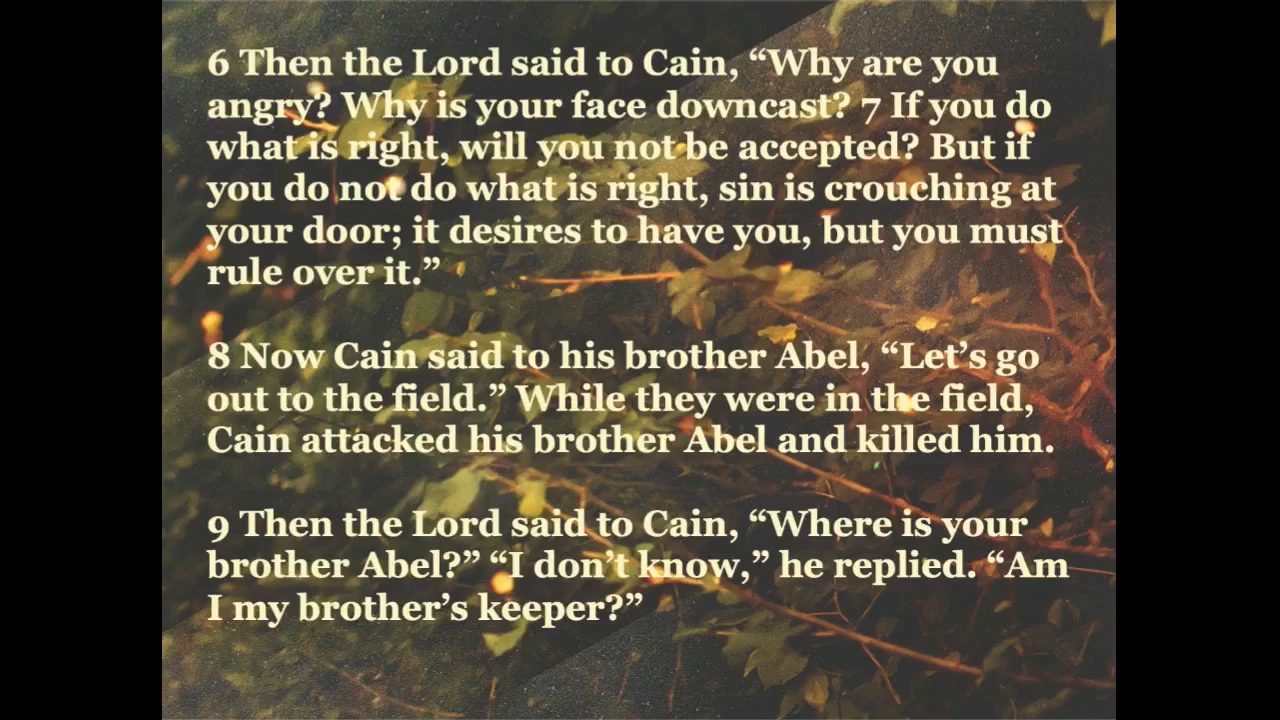 6 Then the Lord said to Cain, “Why are you
angry? Why is your face downcast? 7 If you do
what is right, will you not be accepted? But if
you do not do what is right, sin is crouching at
your door; it desires to have you, but you must
rule over it.”
8 Now Cain said to his brother Abel, “Let’s go
out to the field.” While they were in the field,
Cain attacked his brother Abel and killed him.
9 Then the Lord said to Cain, “Where is your
brother Abel?” “I don’t know,” he replied. “Am
I my brother’s keeper?”